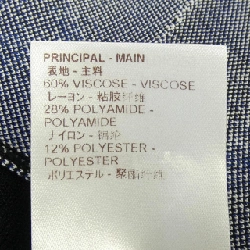 PRINCIPAL - MAIN
表地 - 主料
60% VISCOSE - VISCOSE
レーヨン - 粘胶纤维
28% POLYAMIDE -
POLYAMIDE
ナイロン - 锦纶
12% POLYESTER -
POLYESTER
ポリエステル - 聚酯纤维